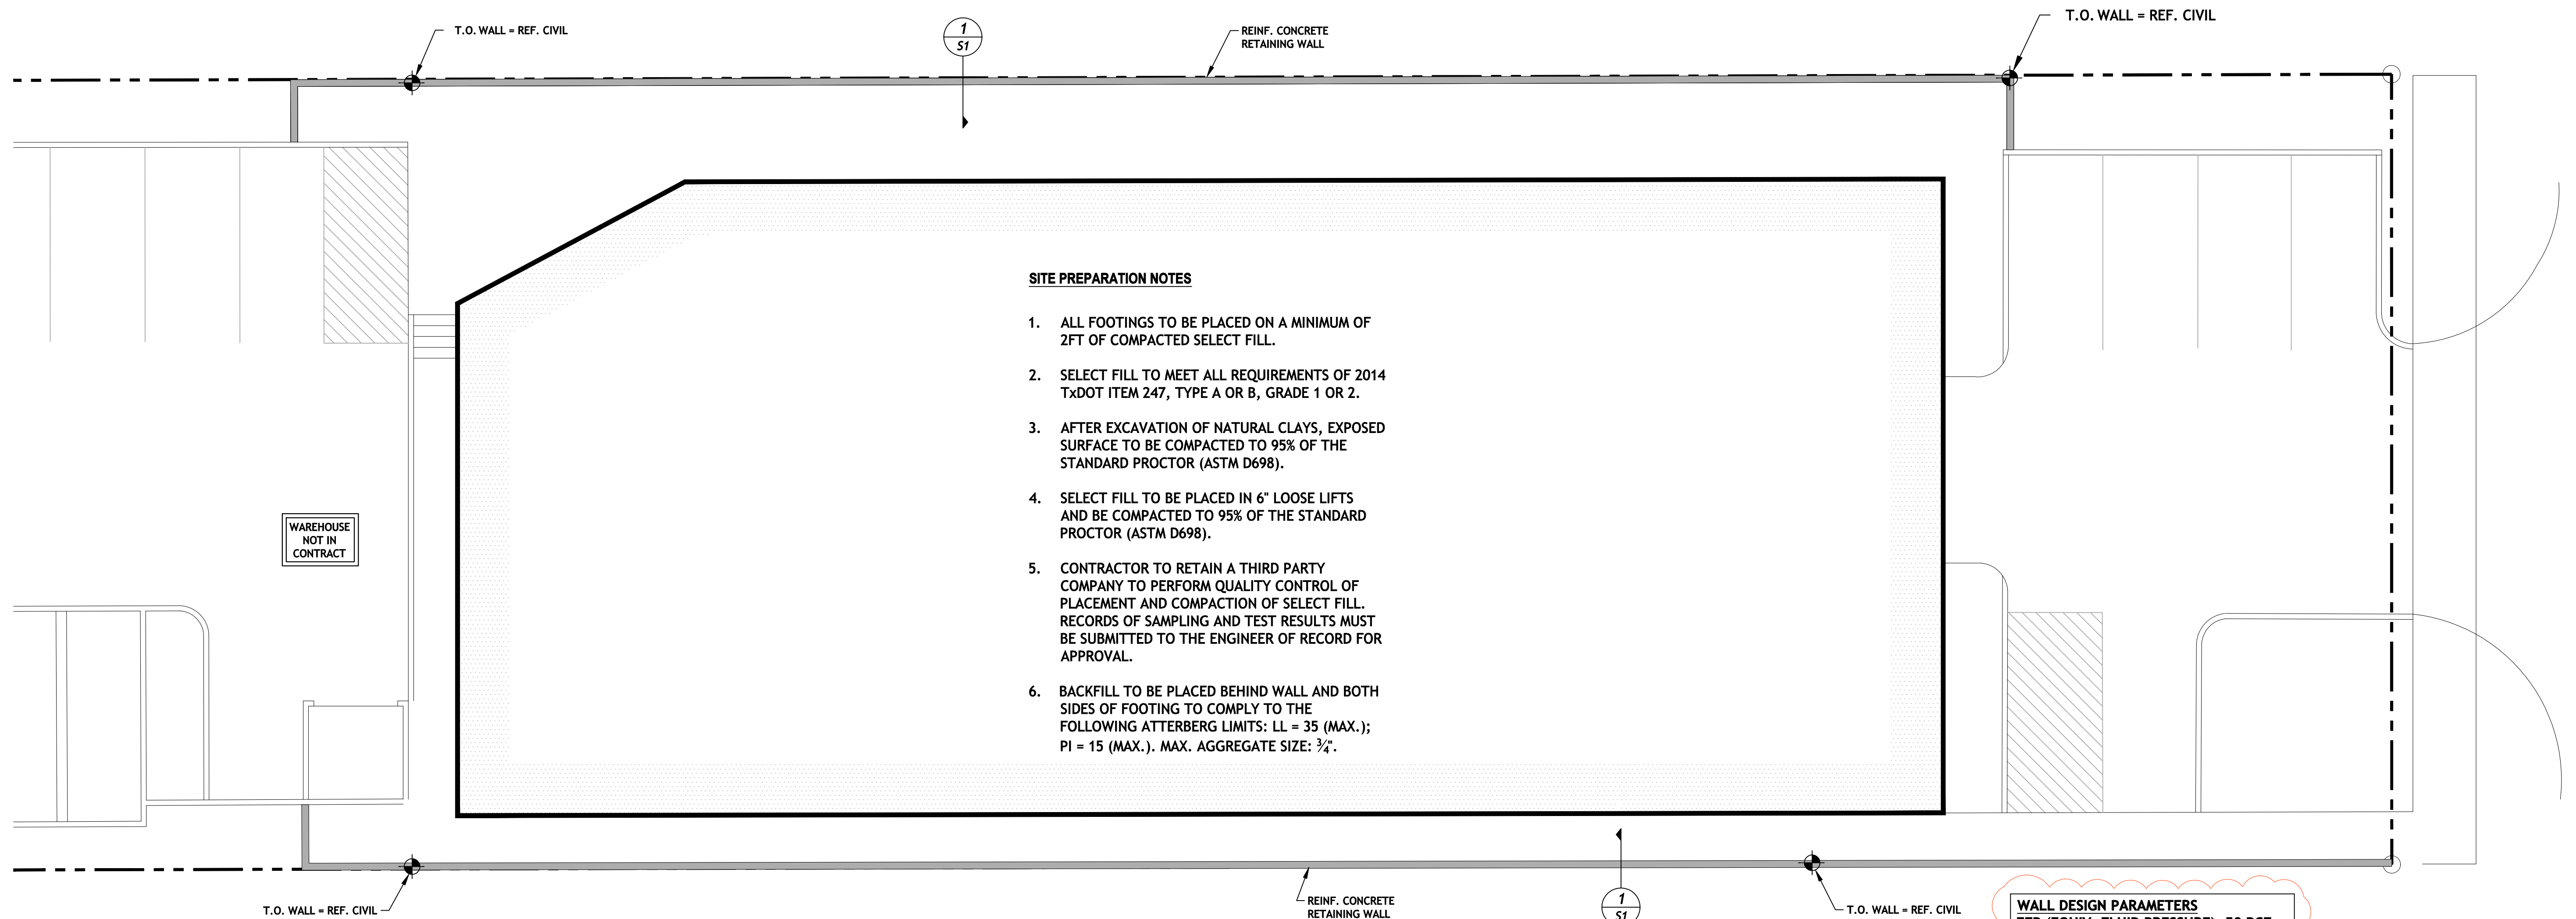 T.O. WALL = REF. CIVIL
1
S1
REINF. CONCRETE
RETAINING WALL
T.O. WALL = REF. CIVIL
SITE PREPARATION NOTES
1. ALL FOOTINGS TO BE PLACED ON A MINIMUM OF
2FT OF COMPACTED SELECT FILL.
2. SELECT FILL TO MEET ALL REQUIREMENTS OF 2014
TxDOT ITEM 247, TYPE A OR B, GRADE 1 OR 2.
3. AFTER EXCAVATION OF NATURAL CLAYS, EXPOSED
SURFACE TO BE COMPACTED TO 95% OF THE
STANDARD PROCTOR (ASTM D698).
4. SELECT FILL TO BE PLACED IN 6" LOOSE LIFTS
AND BE COMPACTED TO 95% OF THE STANDARD
PROCTOR (ASTM D698).
5. CONTRACTOR TO RETAIN A THIRD PARTY
COMPANY TO PERFORM QUALITY CONTROL OF
PLACEMENT AND COMPACTION OF SELECT FILL.
RECORDS OF SAMPLING AND TEST RESULTS MUST
BE SUBMITTED TO THE ENGINEER OF RECORD FOR
APPROVAL.
6. BACKFILL TO BE PLACED BEHIND WALL AND BOTH
SIDES OF FOOTING TO COMPLY TO THE
FOLLOWING ATTERBERG LIMITS: LL = 35 (MAX.);
PI = 15 (MAX.). MAX. AGGREGATE SIZE: ¾".
WAREHOUSE
NOT IN
CONTRACT
T.O. WALL = REF. CIVIL
REINF. CONCRETE
RETAINING WALL
1
S1
T.O. WALL = REF. CIVIL
WALL DESIGN PARAMETERS